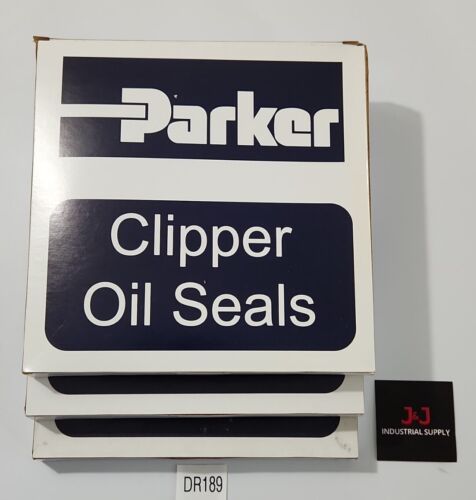 Parker
Clipper
Oil Seals
J&J
INDUSTRIAL SUPPLY
DR189